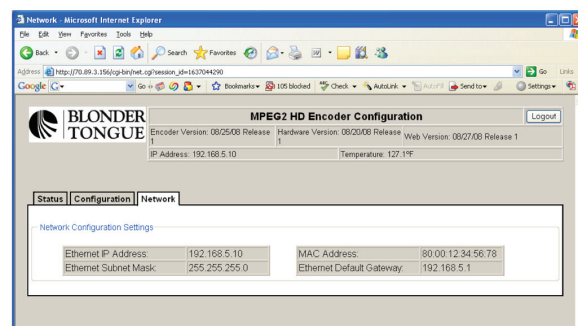 Network - Microsoft Internet Explorer
File Edit View Favorites Tools Help
Back Search Favorites
Address http://70.89.3.156/cgi-bin/net.cgi?session_id=1637044290 Go Links
Google G Go Bookmarks 105 blocked Check AutoLink AutoFill Send to Settings
BLONDER TONGUE
MPEG2 HD Encoder Configuration
Logout
Encoder Version: 08/25/08 Release 1
Hardware Version: 08/20/08 Release 1
Web Version: 08/27/08 Release 1
IP Address: 192.168.5.10
Temperature: 127.1ºF
Status Configuration Network
Network Configuration Settings
Ethernet IP Address: 192.168.5.10 MAC Address: 80:00:12:34:56:78
Ethernet Subnet Mask: 255.255.255.0 Ethernet Default Gateway: 192.168.5.1